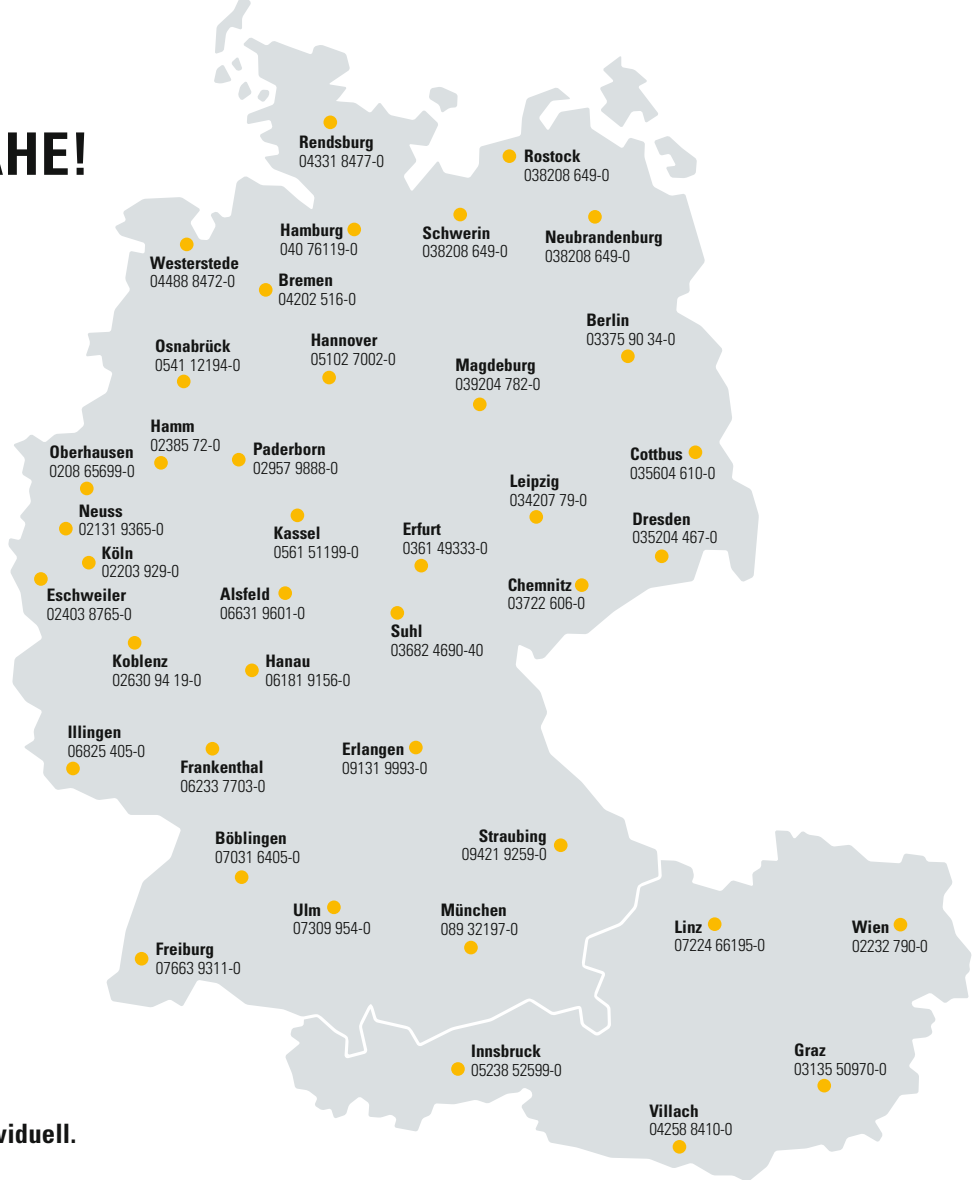 ÄHE!
Rendsburg
04331 8477-0
Rostock
038208 649-0
Hamburg
040 76119-0
Schwerin
038208 649-0
Neubrandenburg
038208 649-0
Westerstede
04488 8472-0
Bremen
04202 516-0
Berlin
03375 90 34-0
Osnabrück
0541 12194-0
Hannover
05102 7002-0
Magdeburg
039204 782-0
Hamm
02385 72-0
Oberhausen
0208 65699-0
Paderborn
02957 9888-0
Cottbus
035604 610-0
Leipzig
034207 79-0
Neuss
02131 9365-0
Kassel
0561 51199-0
Erfurt
0361 49333-0
Dresden
035204 467-0
Köln
02203 929-0
Eschweiler
02403 8765-0
Alsfeld
06631 9601-0
Chemnitz
03722 606-0
Suhl
03682 4690-40
Koblenz
02630 94 19-0
Hanau
06181 9156-0
Illingen
06825 405-0
Frankenthal
06233 7703-0
Erlangen
09131 9993-0
Böblingen
07031 6405-0
Straubing
09421 9259-0
Ulm
07309 954-0
München
089 32197-0
Linz
07224 66195-0
Wien
02232 790-0
Freiburg
07663 9311-0
Innsbruck
05238 52599-0
Graz
03135 50970-0
Villach
04258 8410-0
viduell.